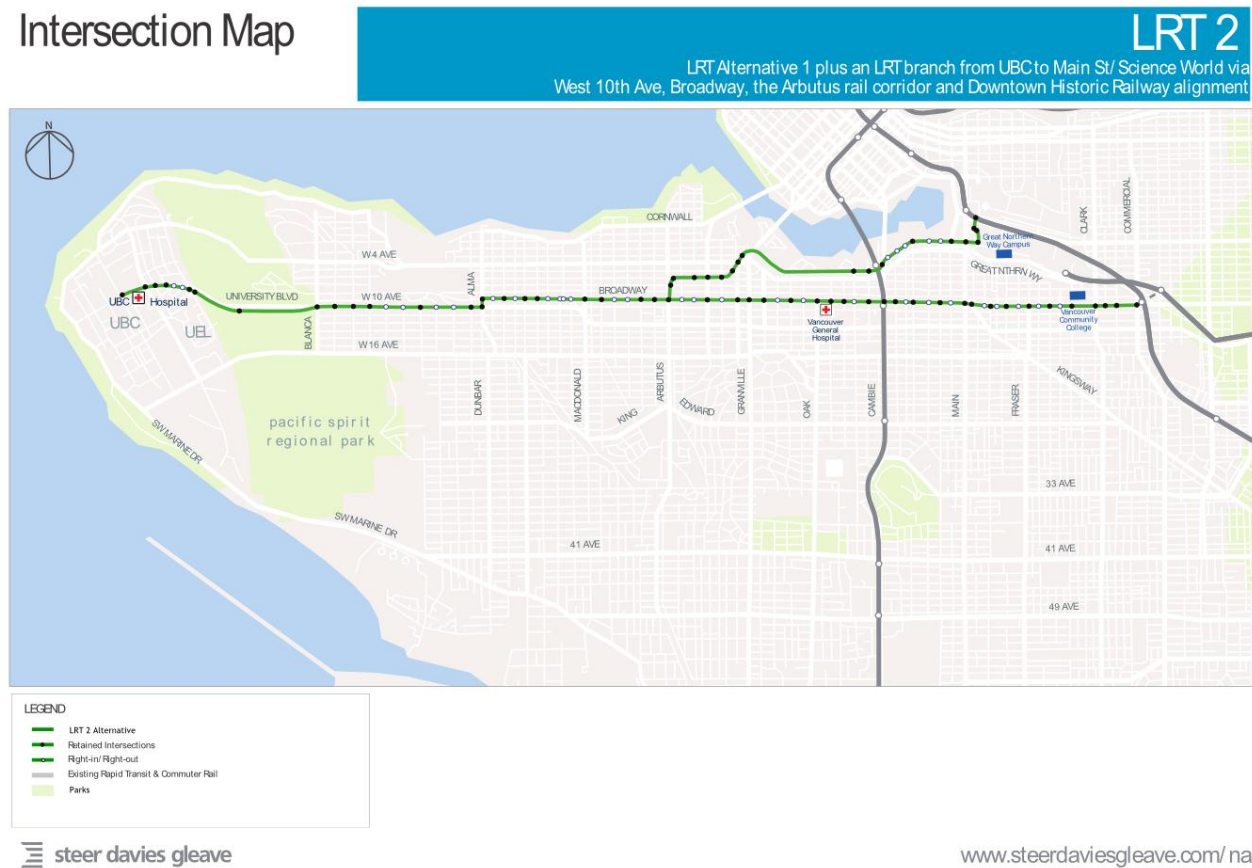 Intersection Map
LRT 2
LRT Alternative 1 plus an LRT branch from UBC to Main St/ Science World via
West 10th Ave, Broadway, the Arbutus rail corridor and Downtown Historic Railway alignment
N
CORNWALL
CLARK
COMMERCIAL
W 4 AVE
Great Northern
Way Campus
GREAT NTHRN WY
ALMA
UBC
Hospital
UNIVERSITY BLVD
W 10 AVE
BROADWAY
UBC
UEL
BLANCA
Vancouver
General
Hospital
Vancouver
Community
College
W 16 AVE
DUNBAR
MACDONALD
KING
ARBUTUS
EDWARD
GRANVILLE
OAK
CAMBIE
MAIN
FRASER
KINGSWAY
pacific spirit
regional park
SW MARINE DR
33 AVE
SW MARINE DR
41 AVE
41 AVE
49 AVE
LEGEND
LRT 2 Alternative
Retained Intersections
Right-in/ Right-out
Existing Rapid Transit & Commuter Rail
Parks
steer davies gleave
www.steerdaviesgleave.com/ na